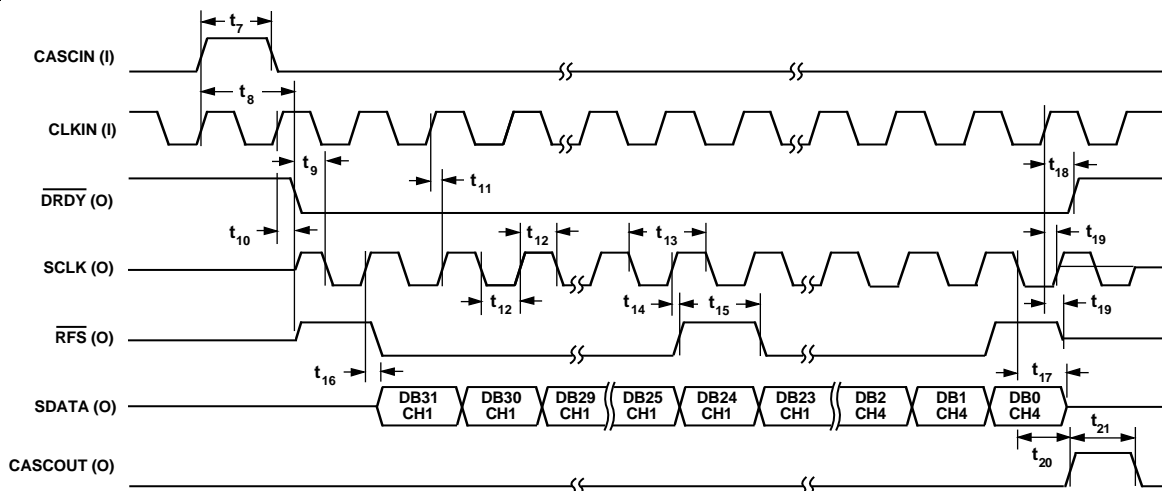 t7
CASCIN (I)
t8
CLKIN (I)
t9
t11
t18
DRDY (O)
t10
t12
t13
t19
SCLK (O)
t12
t14
t15
t19
RFS (O)
t16
t17
SDATA (O)
DB31 CH1
DB30 CH1
DB29 CH1
DB25 CH1
DB24 CH1
DB23 CH1
DB2 CH4
DB1 CH4
DB0 CH4
t20
t21
CASCOUT (O)